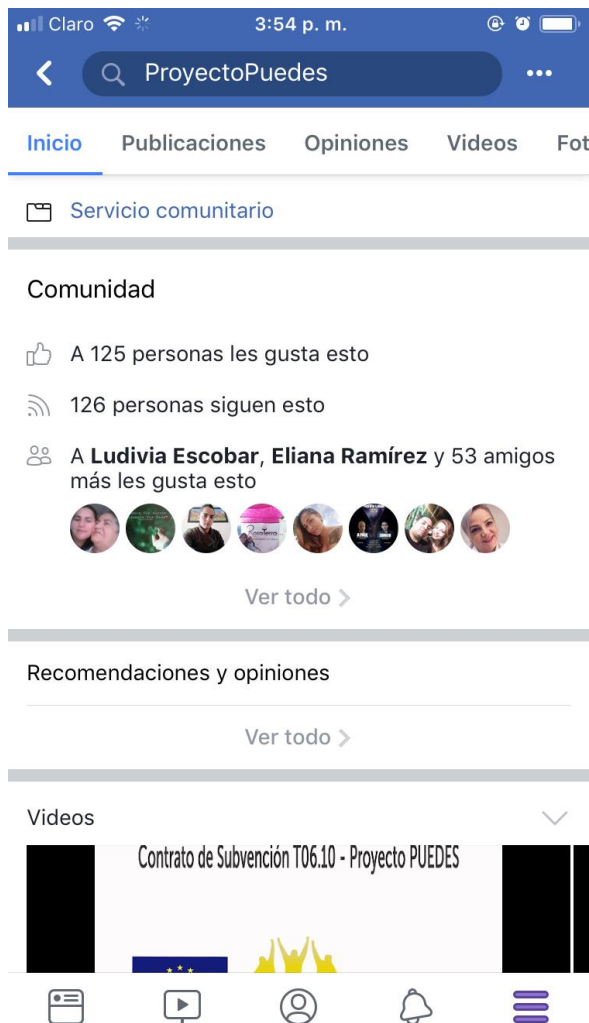 Claro 3:54 p. m.
ProyectoPuedes
Inicio Publicaciones Opiniones Videos Fot
Servicio comunitario
Comunidad
A 125 personas les gusta esto
126 personas siguen esto
A Ludivia Escobar, Eliana Ramírez y 53 amigos
más les gusta esto
Ver todo
Recomendaciones y opiniones
Ver todo
Videos
Contrato de Subvención T06.10 - Proyecto PUEDES